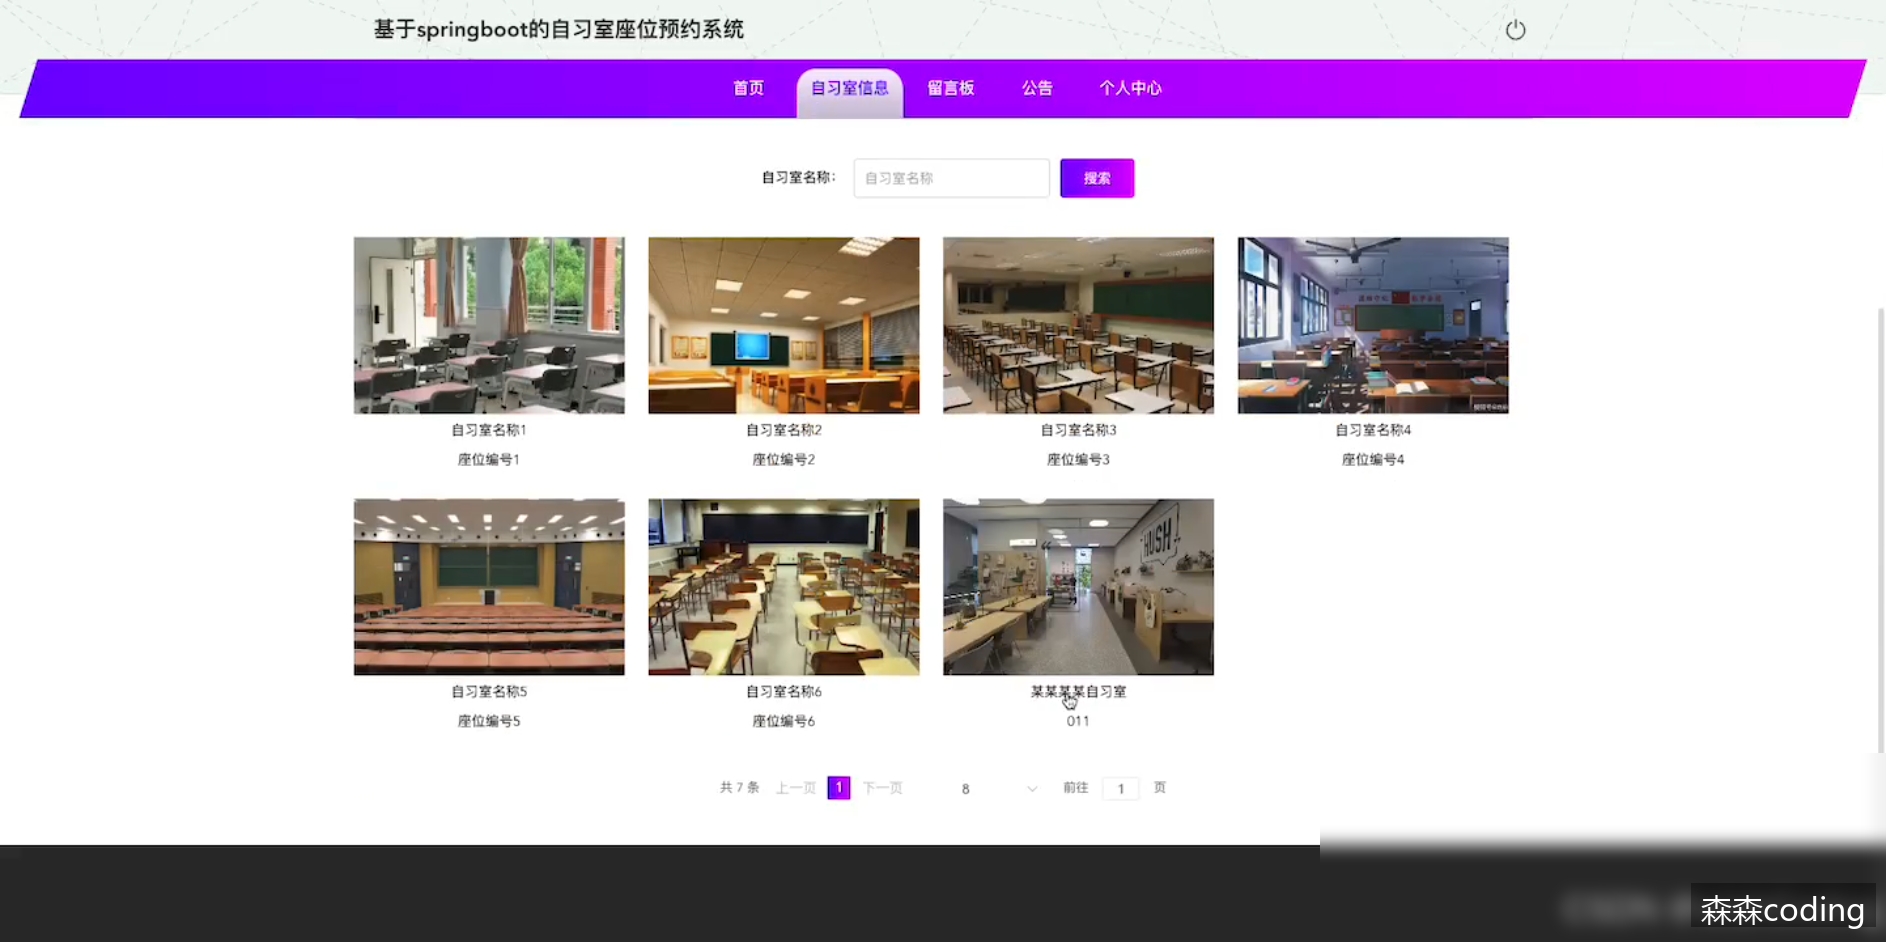 基于springboot的自习室座位预约系统
首页 自习室信息 留言板 公告 个人中心
自习室名称: 自习室名称 搜索
自习室名称1 自习室名称2 自习室名称3 自习室名称4
座位编号1 座位编号2 座位编号3 座位编号4
HUSH
自习室名称5 自习室名称6 某某某某自习室
座位编号5 座位编号6 011
共 7 条 上一页 1 下一页 8 前往 1 页
森森coding